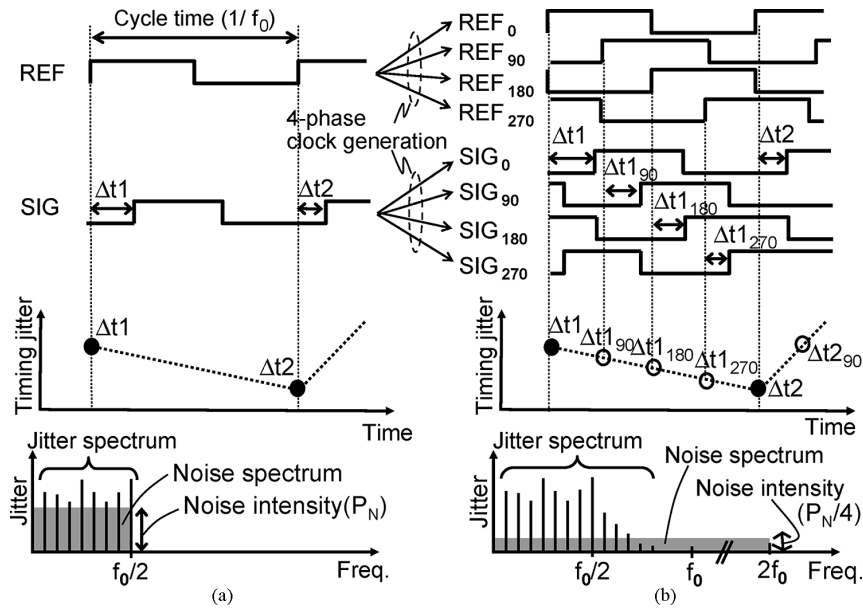 Cycle time (1/ f₀)
REF
4-phase
clock generation
SIG
Δt1
Δt2
Timing jitter
Δt1
Δt2
Time
Jitter spectrum
Noise spectrum
Noise intensity(P_N)
Jitter
f₀/2
Freq.
(a)
REF₀
REF₉₀
REF₁₈₀
REF₂₇₀
SIG₀
SIG₉₀
SIG₁₈₀
SIG₂₇₀
Δt1
Δt2
Δt1₉₀
Δt1₁₈₀
Δt1₂₇₀
Timing jitter
Δt1
Δt1₉₀
Δt1₁₈₀
Δt1₂₇₀
Δt2
Δt2₉₀
Time
Jitter spectrum
Noise spectrum
Noise intensity
(P_N/4)
Jitter
f₀/2
f₀
2f₀
Freq.
(b)